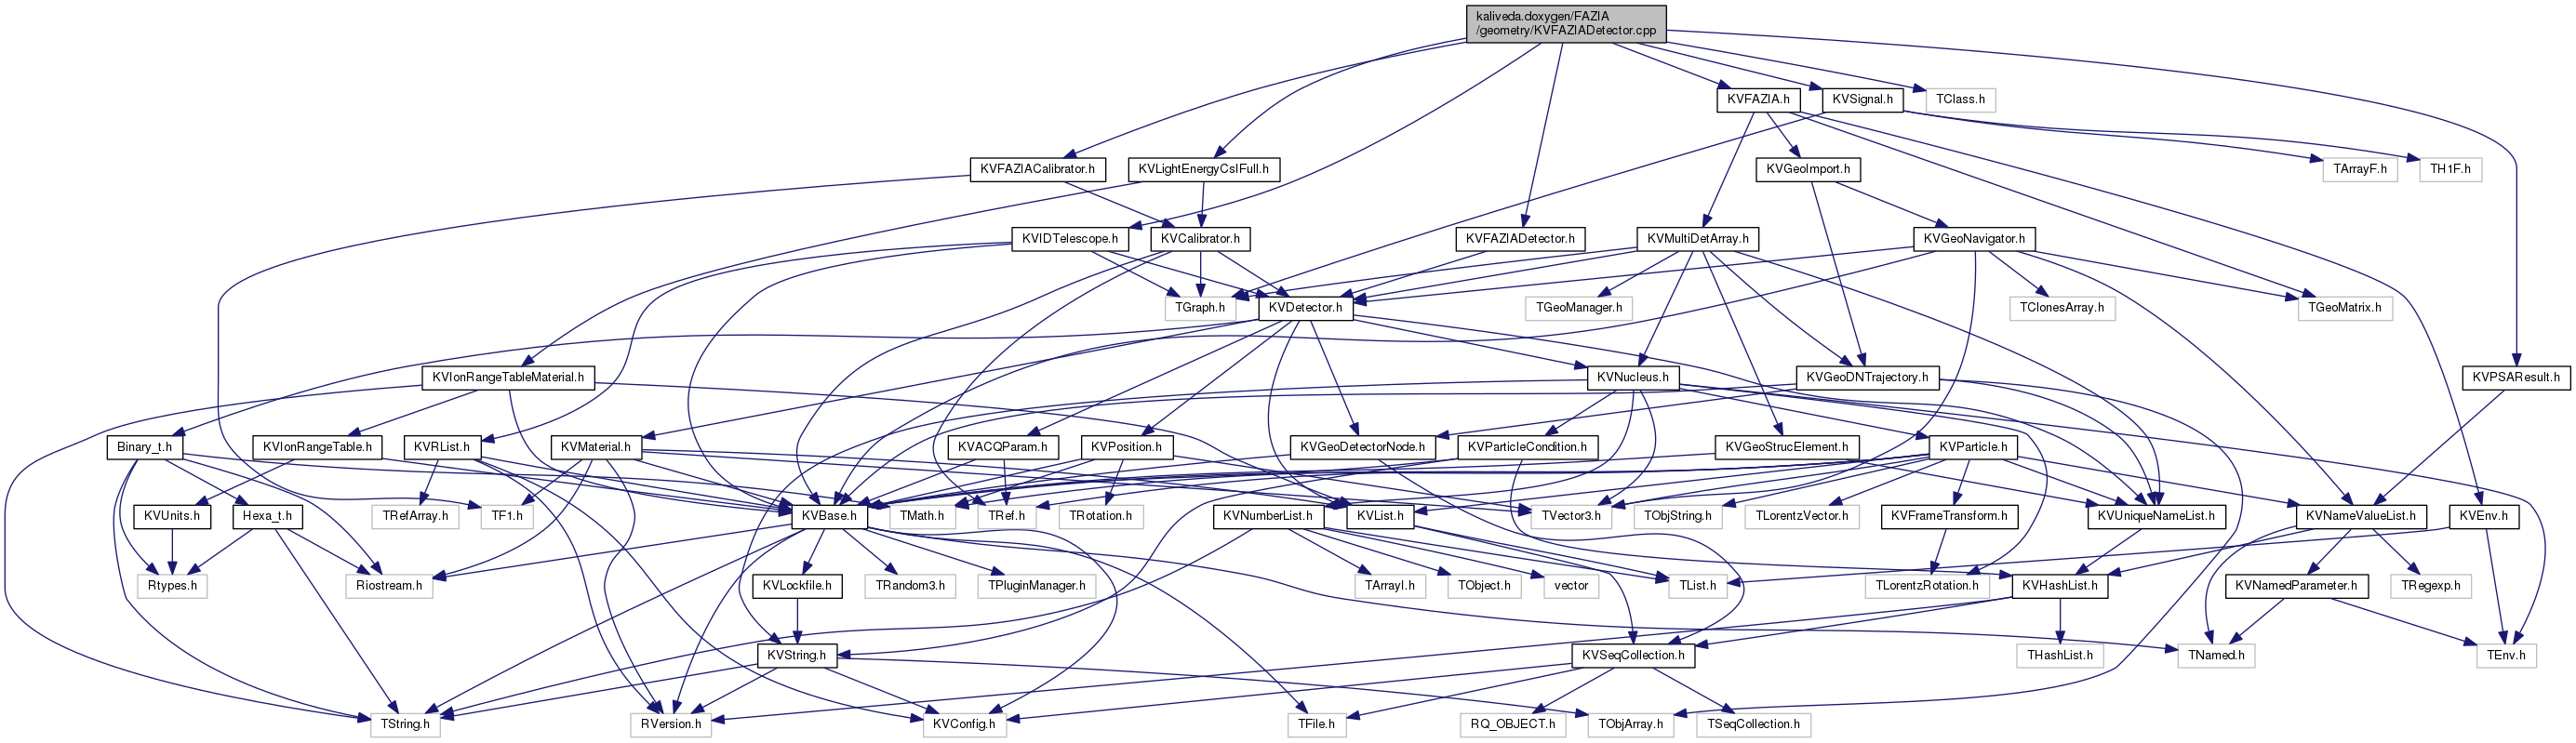 kaliveda.doxygen/FAZIA
/geometry/KVFAZIADetector.cpp
KVFAZIA.h
KVSignal.h
TClass.h
KVFAZIACalibrator.h
KVLightEnergyCsIFull.h
KVGeoImport.h
TArrayF.h
TH1F.h
KVIDTelescope.h
KVCalibrator.h
KVFAZIADetector.h
KVMultiDetArray.h
KVGeoNavigator.h
TGraph.h
KVDetector.h
TGeoManager.h
TClonesArray.h
TGeoMatrix.h
KVIonRangeTableMaterial.h
KVNucleus.h
KVGeoDNTrajectory.h
KVPSAResult.h
Binary_t.h
KVIonRangeTable.h
KVRList.h
KVMaterial.h
KVACQParam.h
KVPosition.h
KVGeoDetectorNode.h
KVParticleCondition.h
KVGeoStrucElement.h
KVParticle.h
KVUnits.h
Hexa_t.h
TRefArray.h
TF1.h
KVBase.h
TMath.h
TRef.h
TRotation.h
KVNumberList.h
KVList.h
TVector3.h
TObjString.h
TLorentzVector.h
KVFrameTransform.h
KVUniqueNameList.h
KVNameValueList.h
KVEnv.h
Rtypes.h
Riostream.h
KVLockfile.h
TRandom3.h
TPluginManager.h
TArrayI.h
TObject.h
vector
TList.h
TLorentzRotation.h
KVHashList.h
KVNamedParameter.h
TRegexp.h
KVString.h
KVSeqCollection.h
THashList.h
TNamed.h
TEnv.h
TString.h
RVersion.h
KVConfig.h
TFile.h
RQ_OBJECT.h
TObjArray.h
TSeqCollection.h